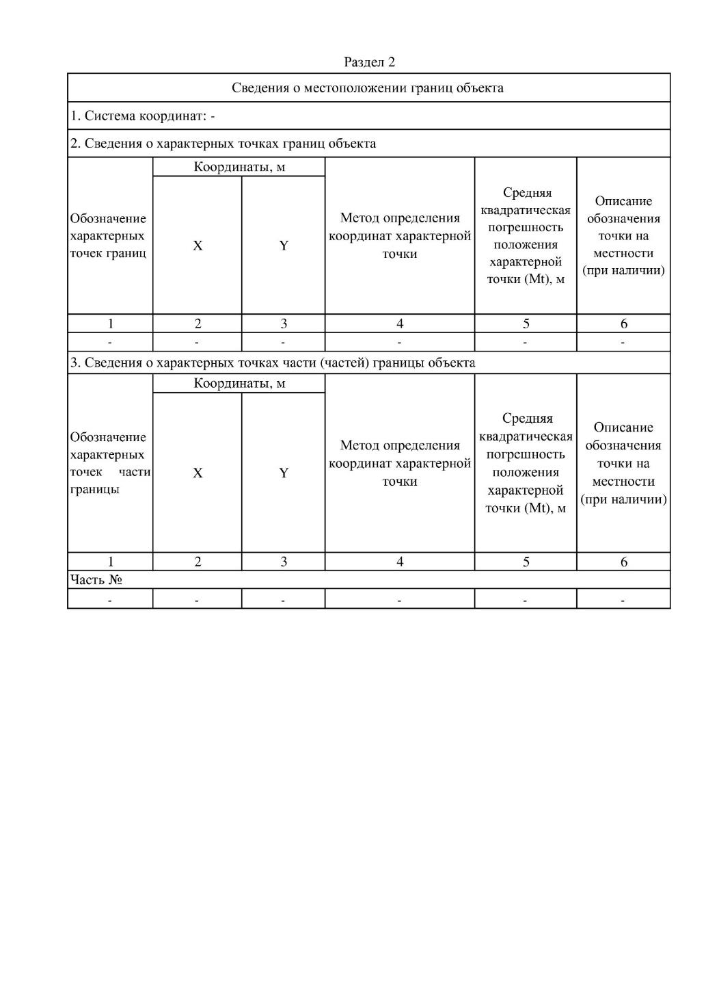 Раздел 2
Сведения о местоположении границ объекта
1. Система координат: -
2. Сведения о характерных точках границ объекта
Обозначение
характерных
точек границ
Координаты, м
X
Y
Метод определения
координат характерной
точки
Средняя
квадратическая
погрешность
положения
характерной
точки (Mt), м
Описание
обозначения
точки на
местности
(при наличии)
1 2 3 4 5 6
- - - - - -
3. Сведения о характерных точках части (частей) границы объекта
Обозначение
характерных
точек части
границы
Координаты, м
X
Y
Метод определения
координат характерной
точки
Средняя
квадратическая
погрешность
положения
характерной
точки (Mt), м
Описание
обозначения
точки на
местности
(при наличии)
1 2 3 4 5 6
Часть №
- - - - - -